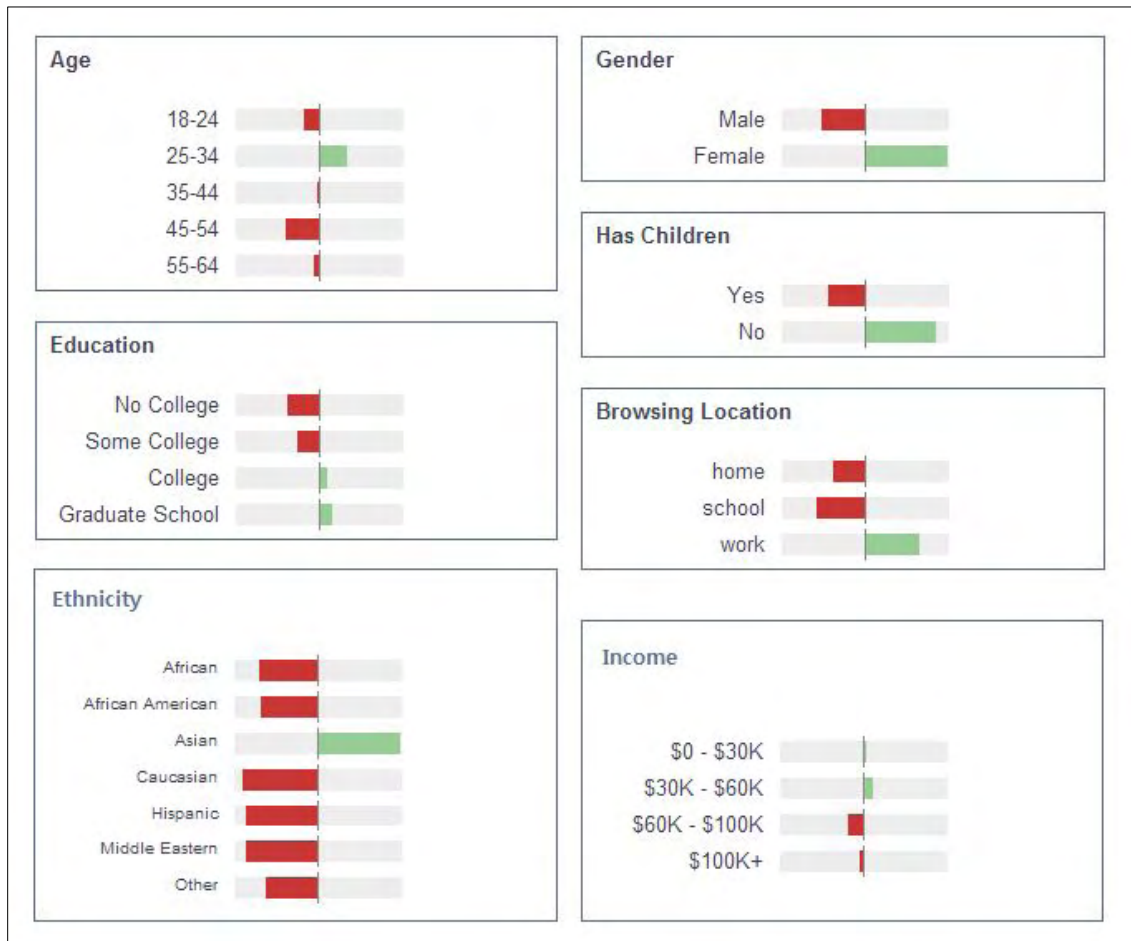 Age
18-24
25-34
35-44
45-54
55-64
Education
No College
Some College
College
Graduate School
Ethnicity
African
African American
Asian
Caucasian
Hispanic
Middle Eastern
Other
Gender
Male
Female
Has Children
Yes
No
Browsing Location
home
school
work
Income
$0 - $30K
$30K - $60K
$60K - $100K
$100K+